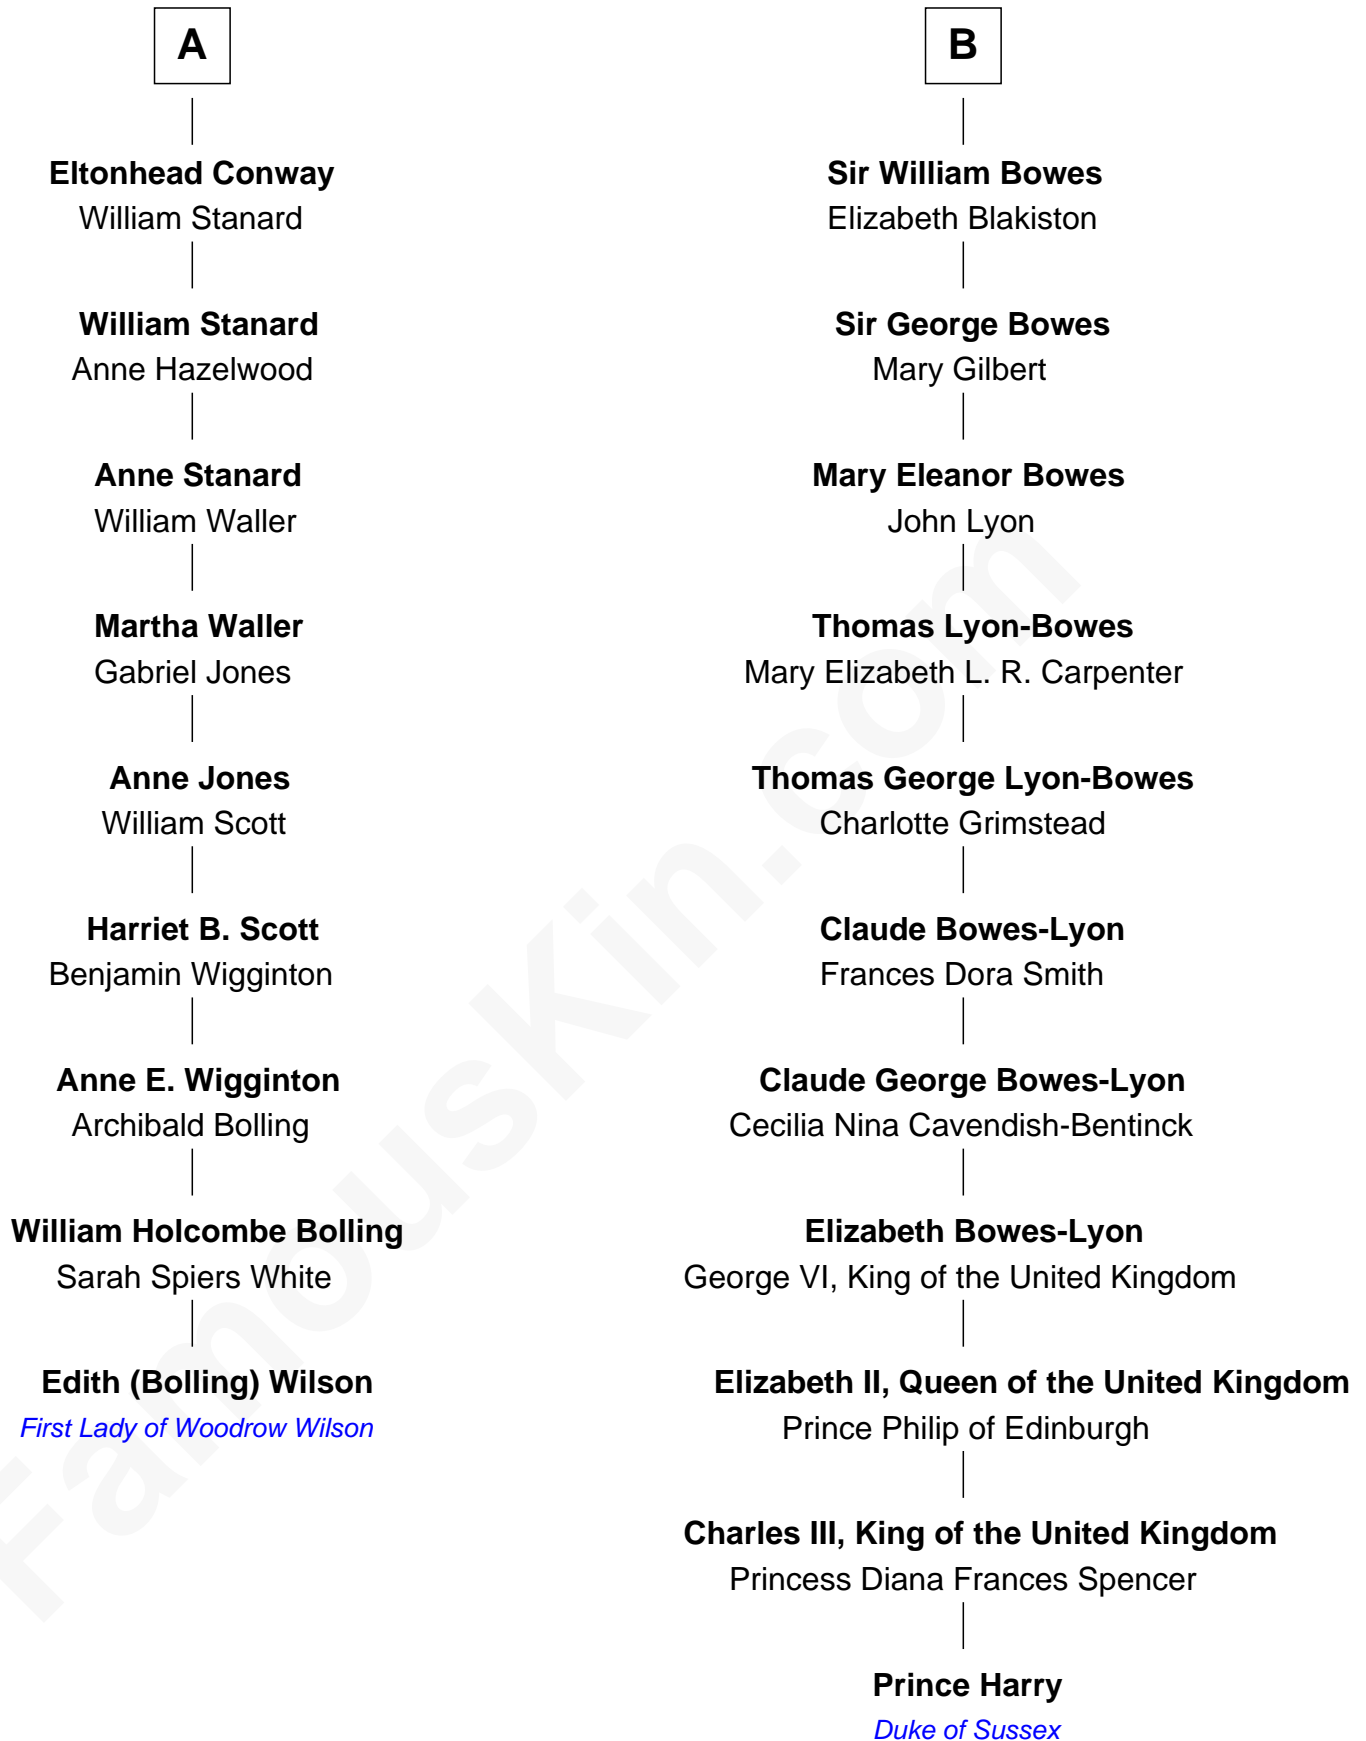 A
Eltonhead Conway
William Stanard
William Stanard
Anne Hazelwood
Anne Stanard
William Waller
Martha Waller
Gabriel Jones
Anne Jones
William Scott
Harriet B. Scott
Benjamin Wigginton
Anne E. Wigginton
Archibald Bolling
William Holcombe Bolling
Sarah Spiers White
Edith (Bolling) Wilson
First Lady of Woodrow Wilson
B
Sir William Bowes
Elizabeth Blakiston
Sir George Bowes
Mary Gilbert
Mary Eleanor Bowes
John Lyon
Thomas Lyon-Bowes
Mary Elizabeth L. R. Carpenter
Thomas George Lyon-Bowes
Charlotte Grimstead
Claude Bowes-Lyon
Frances Dora Smith
Claude George Bowes-Lyon
Cecilia Nina Cavendish-Bentinck
Elizabeth Bowes-Lyon
George VI, King of the United Kingdom
Elizabeth II, Queen of the United Kingdom
Prince Philip of Edinburgh
Charles III, King of the United Kingdom
Princess Diana Frances Spencer
Prince Harry
Duke of Sussex
FamousKin.com